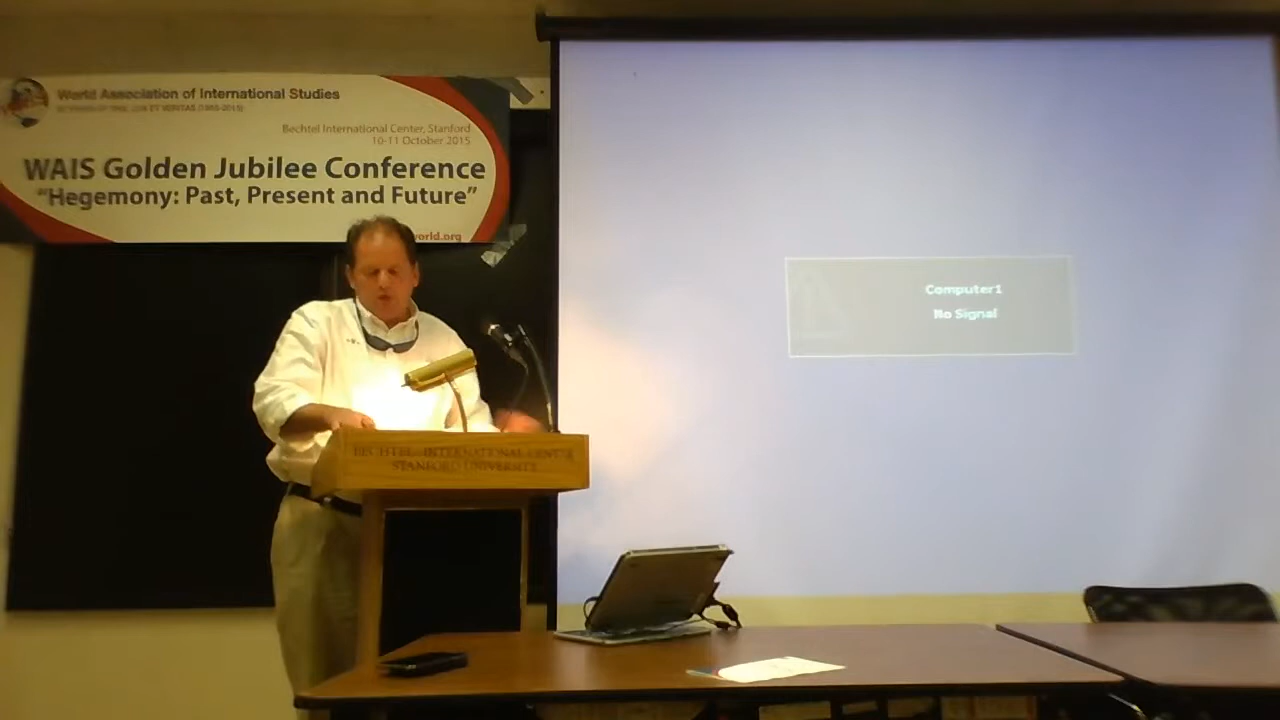 World Association of International Studies
Bechtel International Center, Stanford
10-11 October 2015
WAIS Golden Jubilee Conference
"Hegemony: Past, Present and Future"
world.org
Computer1
No Signal
BECHTEL INTERNATIONAL CENTER
STANFORD UNIVERSITY